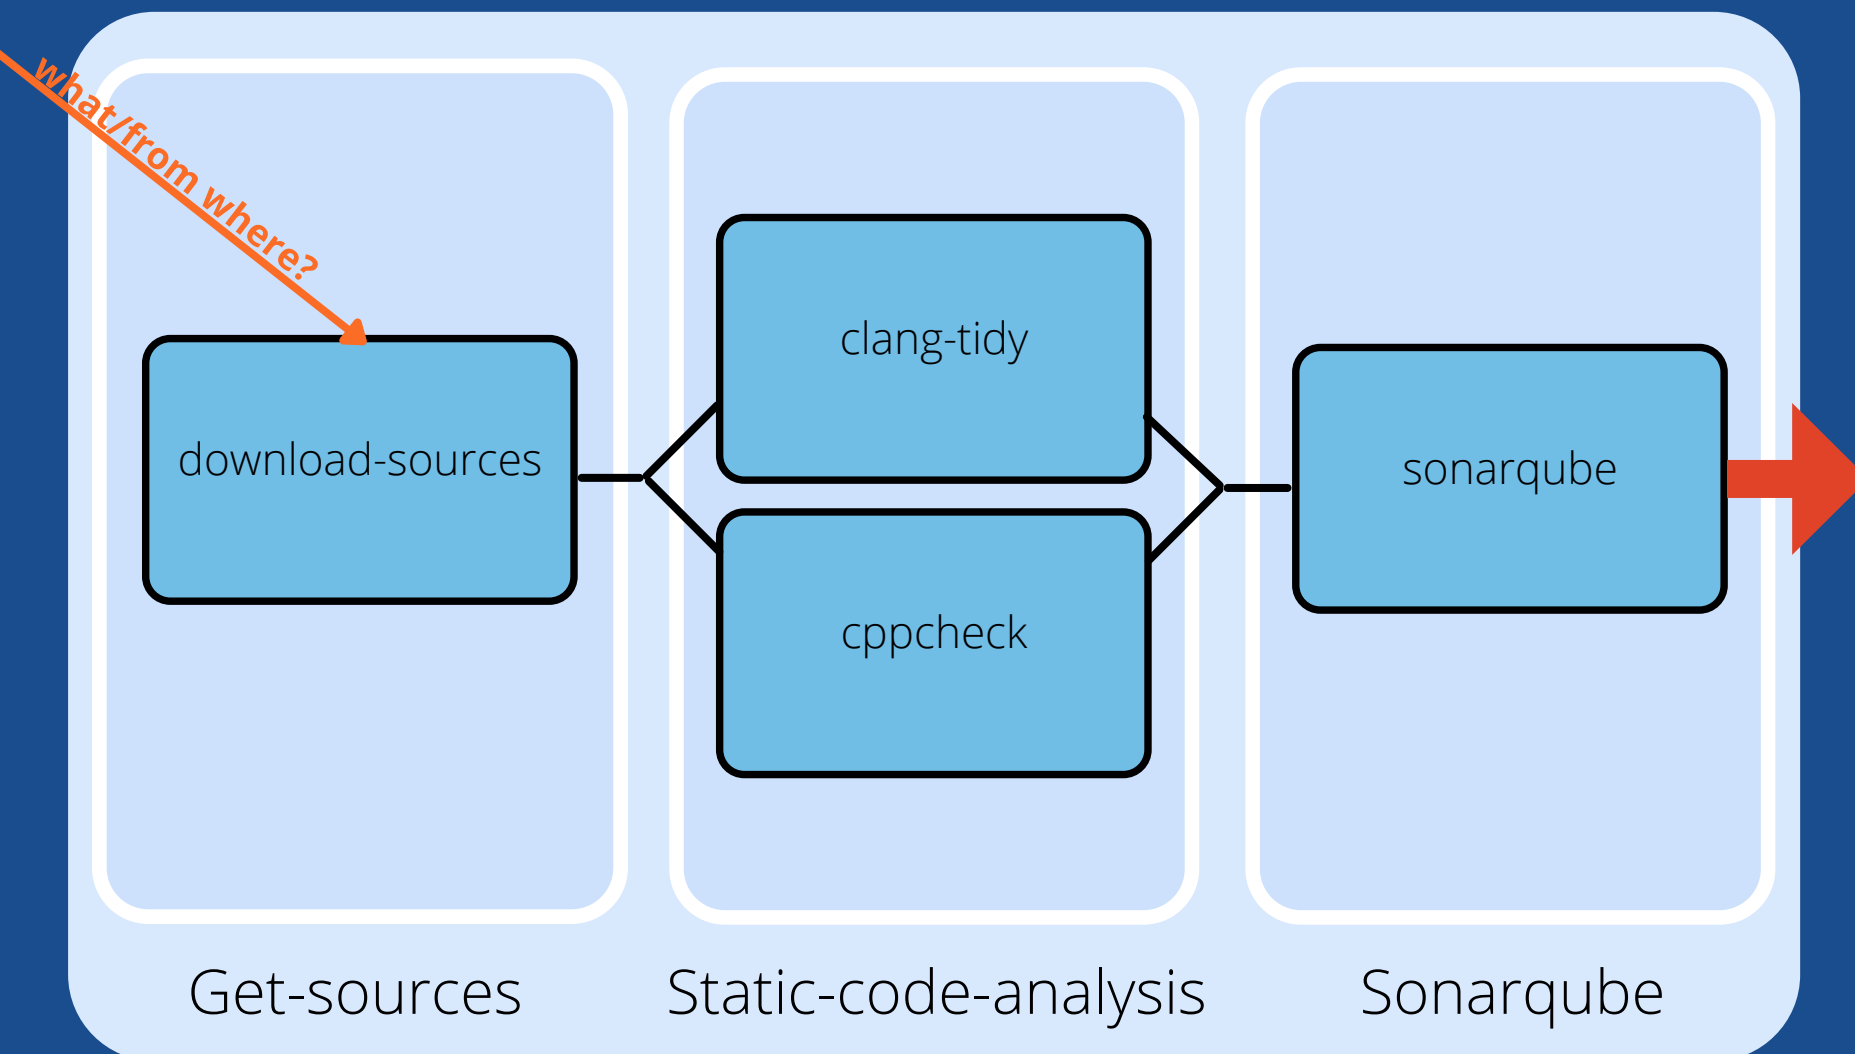 what/from where?
download-sources
clang-tidy
cppcheck
sonarqube
Get-sources
Static-code-analysis
Sonarqube